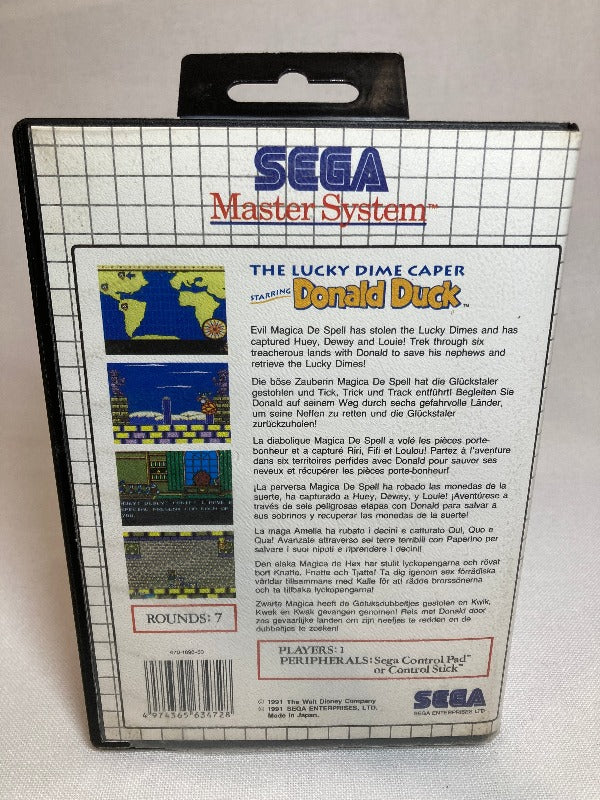 SEGA
Master System™
THE LUCKY DIME CAPER
STARRING Donald Duck™
Evil Magica De Spell has stolen the Lucky Dimes and has
captured Huey, Dewey and Louie! Trek through six
treacherous lands with Donald to save his nephews and
retrieve the Lucky Dimes!
Die böse Zauberin Magica De Spell hat die Glückstaler
gestohlen und Tick, Trick und Track entführt! Begleiten Sie
Donald auf seinem Weg durch sechs gefahrvolle Länder,
um seine Neffen zu retten und die Glückstaler
zurückzuholen!
La diabolique Magica De Spell a volé les pièces porte-
bonheur et a capturé Riri, Fifi et Loulou! Partez à l'aventure
dans six territoires perfides avec Donald pour sauver ses
neveux et récupérer les pièces porte-bonheur!
¡La perversa Magica De Spell ha robado las monedas de la
suerte, ha capturado a Huey, Dewey, y Louie! ¡Aventúrese a
través de seis peligrosas etapas con Donald para salvar a
sus sobrinos y recuperar las monedas de la suerte!
La maga Amelia ha rubato i decini e catturato Qui, Quo e
Qua! Avanzate attraverso sei terre terribili con Paperino per
salvare i suoi nipoti e riprendere i decini!
Den elaka Magica de Hex har stulit lyckopengarna och rövat
bort Knatte, Fnatte och Tjatte! Ta dig igenom sex förrädiska
världar tillsammans med Kalle för att rädda brorssönerna
och ta tillbaka lyckopengarna!
Zwarte Magica heeft de Geluksdubbeltjes gestolen en Kwik,
Kwek en Kwak gevangen genomen! Reis met Donald door
zes gevaarlijke landen om zijn neefjes te redden en de
dubbeltjes te zoeken!
ROUNDS: 7
PLAYERS: 1
PERIPHERALS: Sega Control Pad™
or Control Stick™
4 974365 634728
© 1991 The Walt Disney Company
© 1991 SEGA ENTERPRISES, LTD.
Made in Japan.
SEGA
SEGA ENTERPRISES LTD.